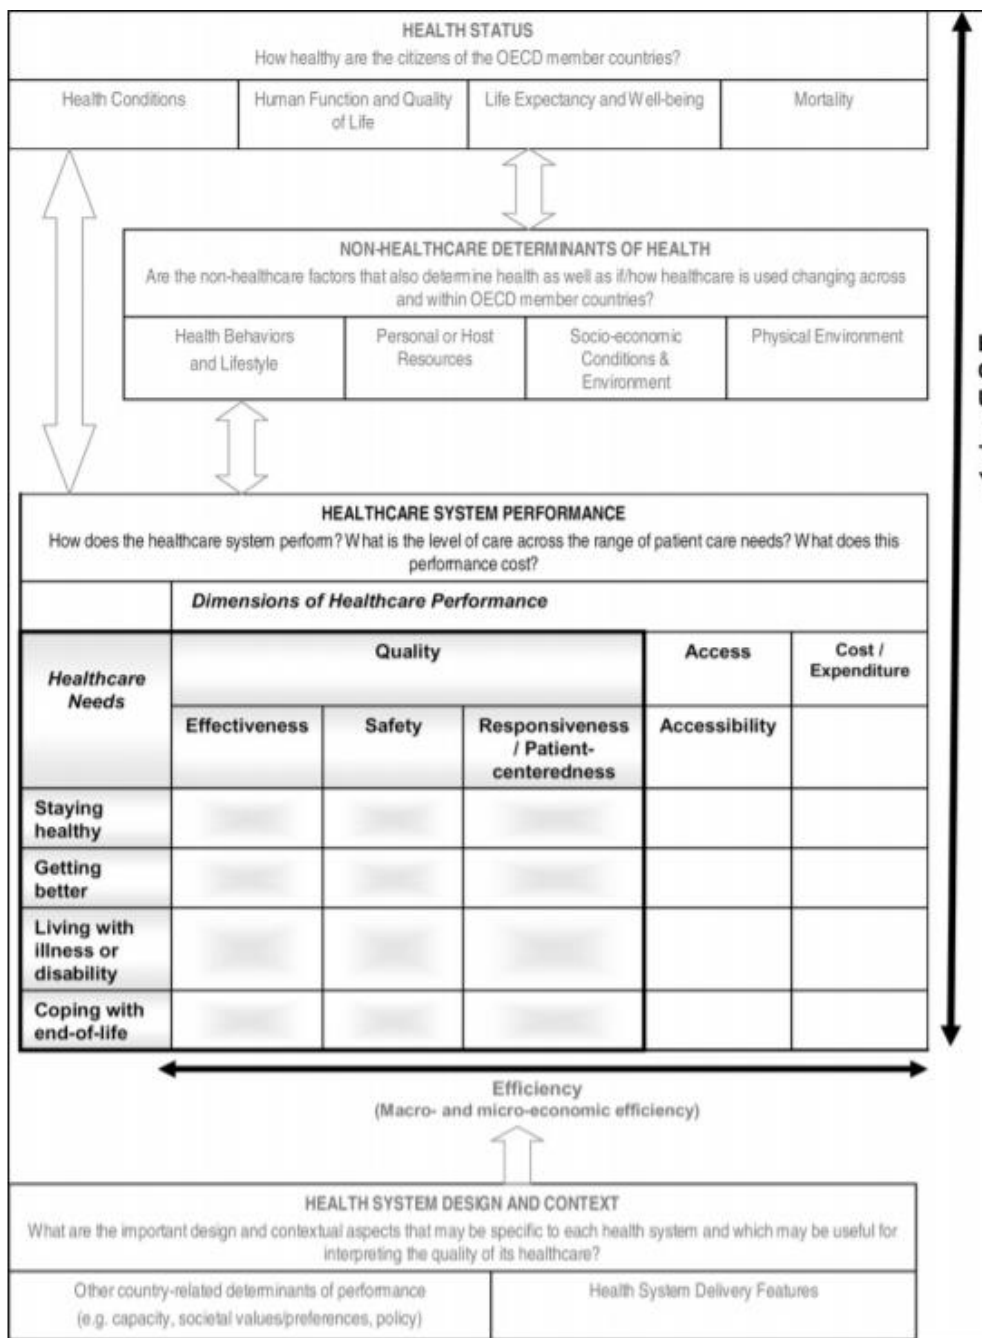 HEALTH STATUS
How healthy are the citizens of the OECD member countries?
Health Conditions
Human Function and Quality
of Life
Life Expectancy and Well-being
Mortality
NON-HEALTHCARE DETERMINANTS OF HEALTH
Are the non-healthcare factors that also determine health as well as if/how healthcare is used changing across
and within OECD member countries?
Health Behaviors
and Lifestyle
Personal or Host
Resources
Socio-economic
Conditions &
Environment
Physical Environment
HEALTHCARE SYSTEM PERFORMANCE
How does the healthcare system perform? What is the level of care across the range of patient care needs? What does this
performance cost?
Dimensions of Healthcare Performance
Healthcare
Needs
Quality
Access
Cost /
Expenditure
Effectiveness
Safety
Responsiveness
/ Patient-
centeredness
Accessibility
Staying
healthy
Getting
better
Living with
illness or
disability
Coping with
end-of-life
Efficiency
(Macro- and micro-economic efficiency)
HEALTH SYSTEM DESIGN AND CONTEXT
What are the important design and contextual aspects that may be specific to each health system and which may be useful for
interpreting the quality of its healthcare?
Other country-related determinants of performance
(e.g. capacity, societal values/preferences, policy)
Health System Delivery Features